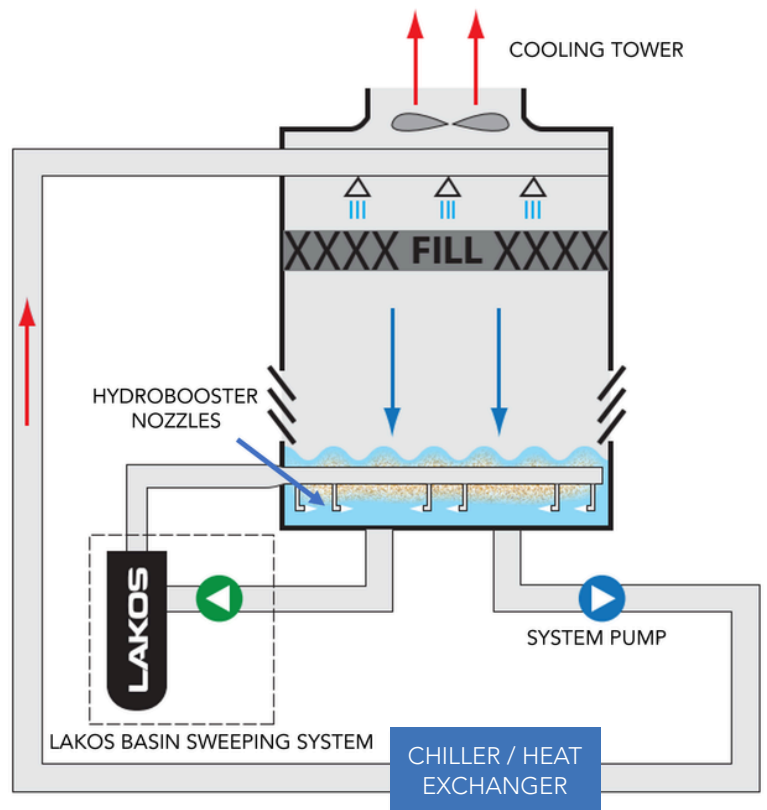 COOLING TOWER
XXXX FILL XXXX
HYDROBOOSTER
NOZZLES
LAKOS
SYSTEM PUMP
LAKOS BASIN SWEEPING SYSTEM
CHILLER / HEAT
EXCHANGER